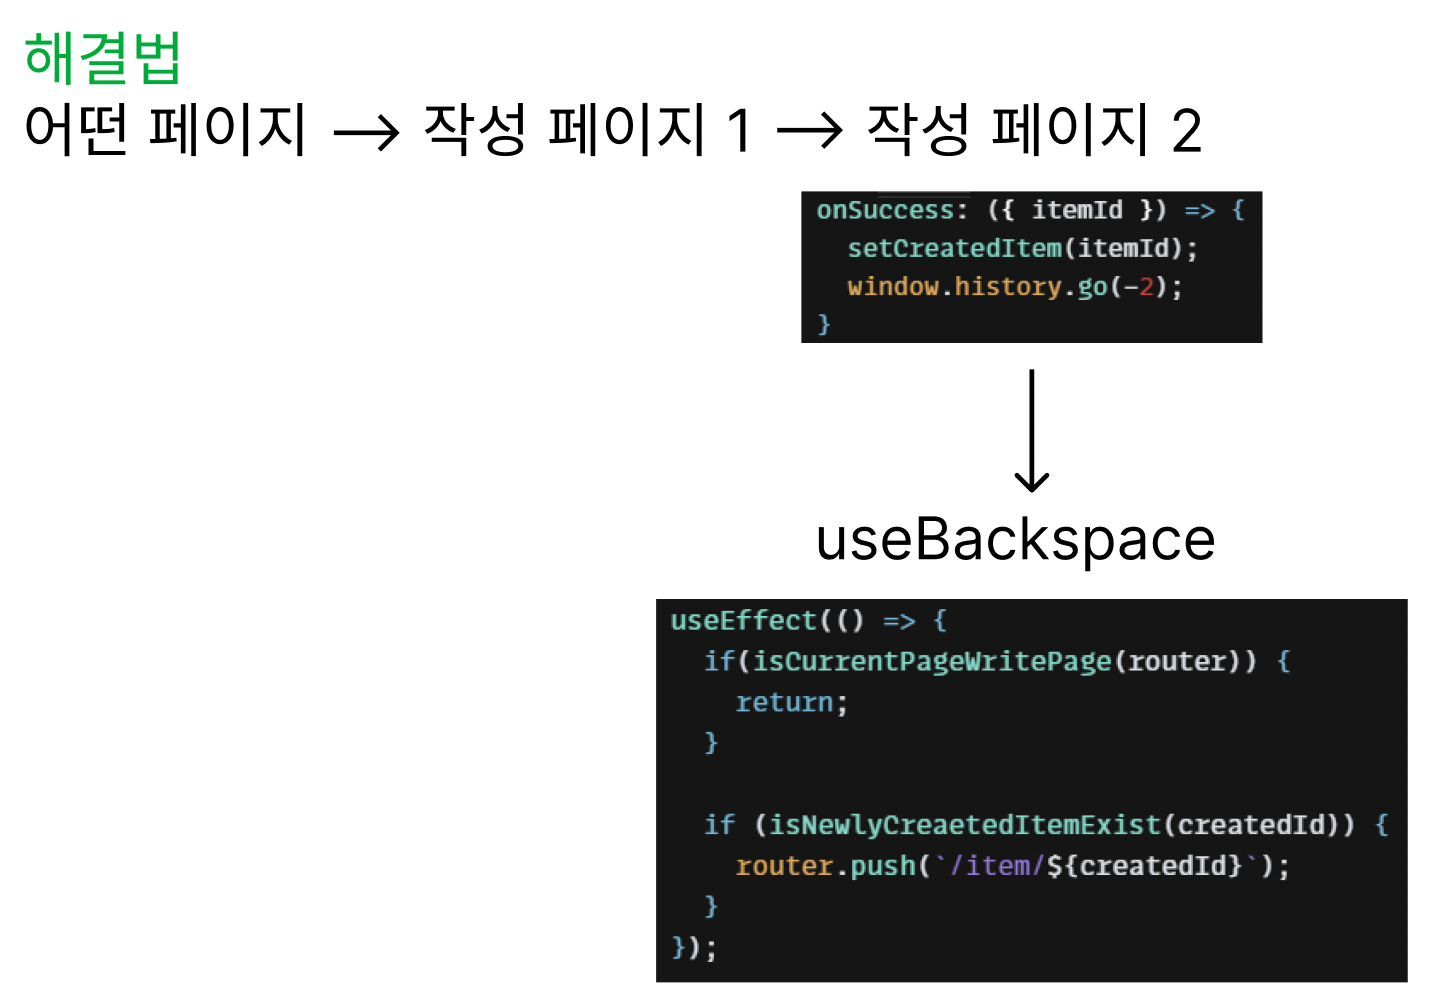 해결법
어떤 페이지 → 작성 페이지 1 → 작성 페이지 2
onSuccess: ({ itemId }) => {
  setCreatedItem(itemId);
  window.history.go(-2);
}
useBackspace
useEffect(() => {
  if(isCurrentPageWritePage(router)) {
    return;
  }
  if (isNewlyCreaetedItemExist(createdId)) {
    router.push(`/item/${createdId}`);
  }
});